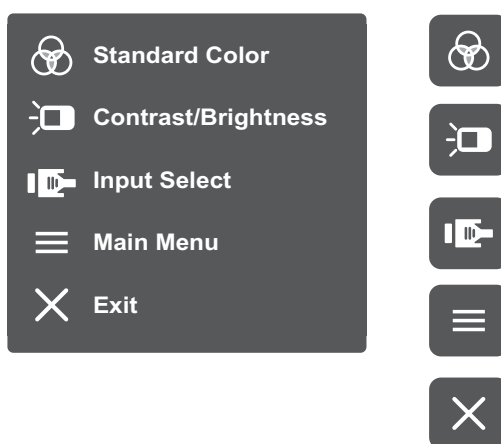 Standard Color
Contrast/Brightness
Input Select
Main Menu
Exit